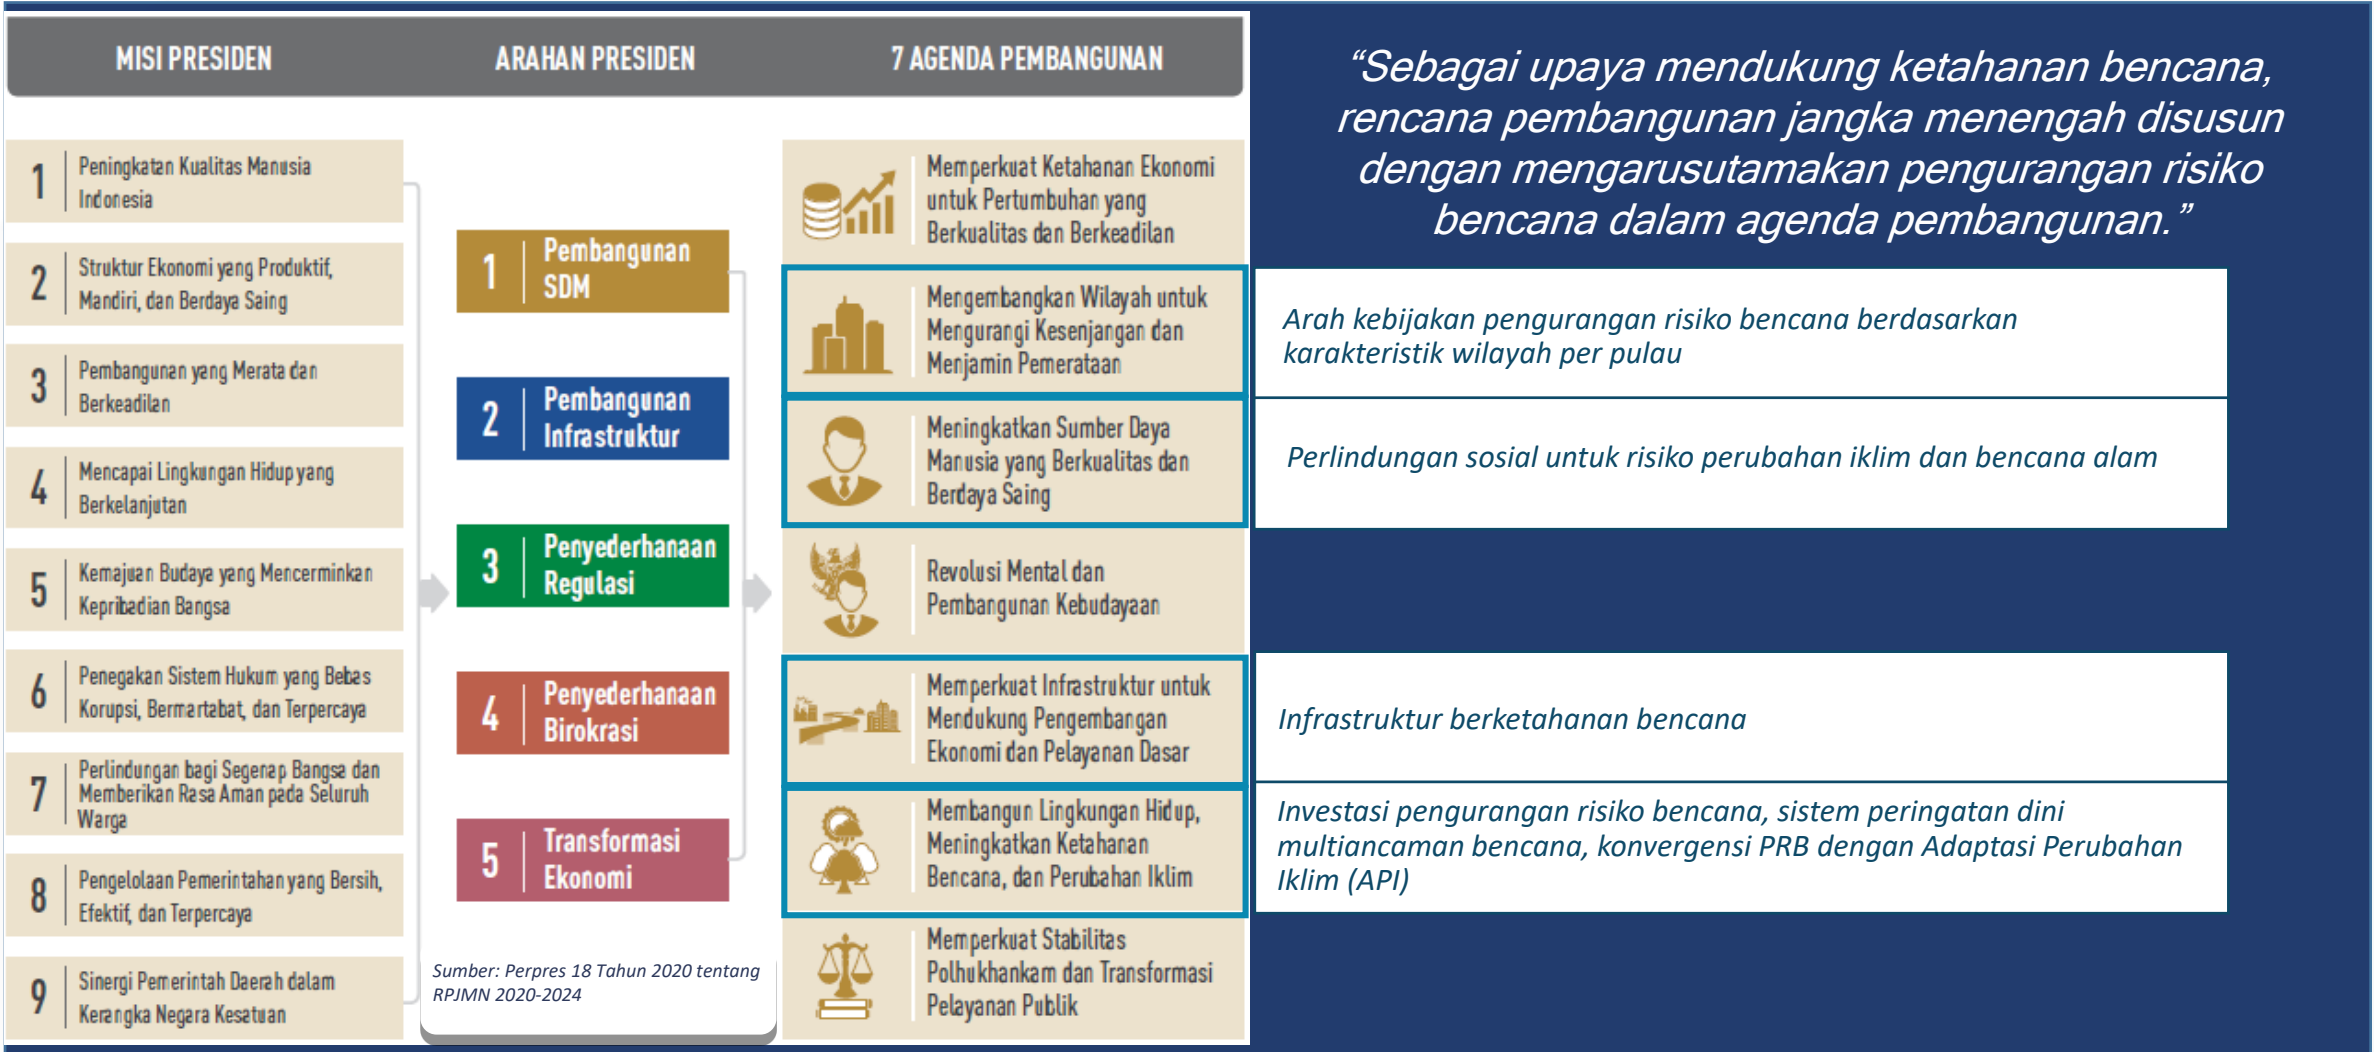 MISI PRESIDEN
ARAHAN PRESIDEN
7 AGENDA PEMBANGUNAN
1
Peningkatan Kualitas Manusia
Indonesia
2
Struktur Ekonomi yang Produktif,
Mandiri, dan Berdaya Saing
3
Pembangunan yang Merata dan
Berkeadilan
4
Mencapai Lingkungan Hidup yang
Berkelanjutan
5
Kemajuan Budaya yang Mencerminkan
Kepribadian Bangsa
6
Penegakan Sistem Hukum yang Bebas
Korupsi, Bermartabat, dan Terpercaya
7
Perlindungan bagi Segenap Bangsa dan
Memberikan Rasa Aman pada Seluruh
Warga
8
Pengelolaan Pemerintahan yang Bersih,
Efektif, dan Terpercaya
9
Sinergi Pemerintah Daerah dalam
Kerangka Negara Kesatuan
1
Pembangunan
SDM
2
Pembangunan
Infrastruktur
3
Penyederhanaan
Regulasi
4
Penyederhanaan
Birokrasi
5
Transformasi
Ekonomi
Sumber: Perpres 18 Tahun 2020 tentang
RPJMN 2020-2024
Memperkuat Ketahanan Ekonomi
untuk Pertumbuhan yang
Berkualitas dan Berkeadilan
Mengembangkan Wilayah untuk
Mengurangi Kesenjangan dan
Menjamin Pemerataan
Meningkatkan Sumber Daya
Manusia yang Berkualitas dan
Berdaya Saing
Revolusi Mental dan
Pembangunan Kebudayaan
Memperkuat Infrastruktur untuk
Mendukung Pengembangan
Ekonomi dan Pelayanan Dasar
Membangun Lingkungan Hidup,
Meningkatkan Ketahanan
Bencana, dan Perubahan Iklim
Memperkuat Stabilitas
Polhukhankam dan Transformasi
Pelayanan Publik
“Sebagai upaya mendukung ketahanan bencana,
rencana pembangunan jangka menengah disusun
dengan mengarusutamakan pengurangan risiko
bencana dalam agenda pembangunan.”
Arah kebijakan pengurangan risiko bencana berdasarkan
karakteristik wilayah per pulau
Perlindungan sosial untuk risiko perubahan iklim dan bencana alam
Infrastruktur berketahanan bencana
Investasi pengurangan risiko bencana, sistem peringatan dini
multiancaman bencana, konvergensi PRB dengan Adaptasi Perubahan
Iklim (API)